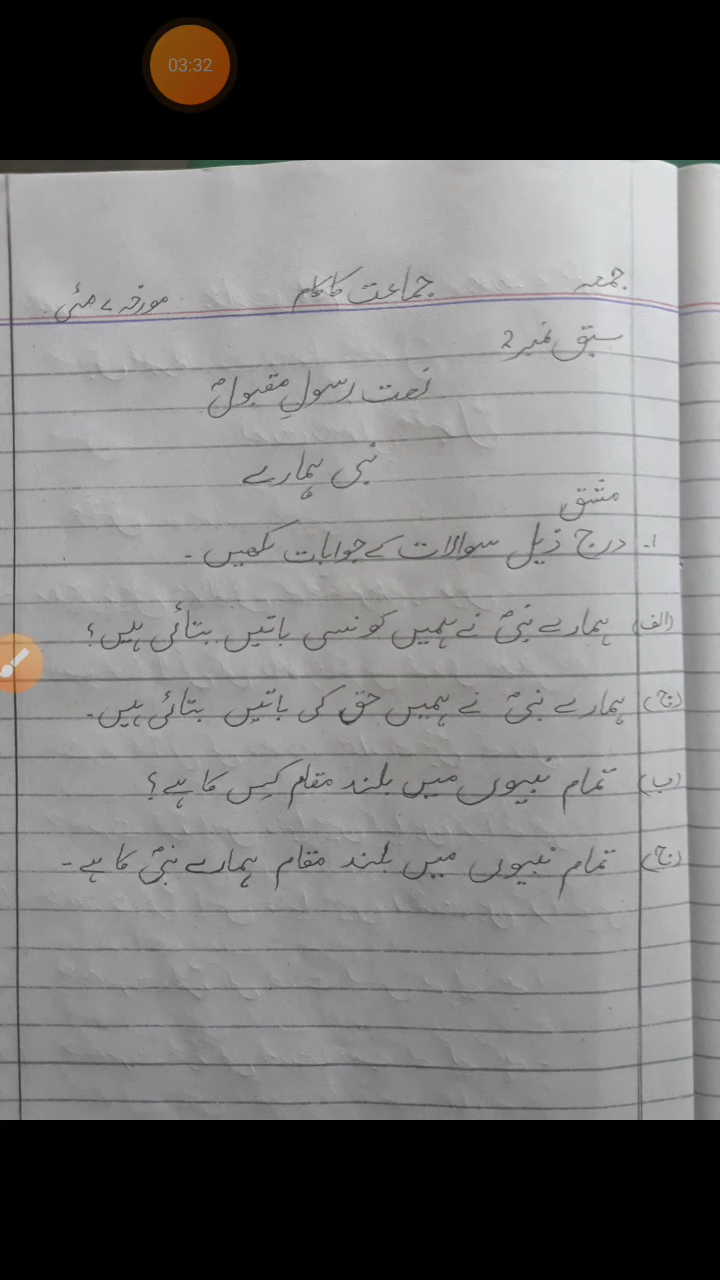 03:32
جمعہ جماعت کا کام مورخہ ۷ مئی
سبق نمبر 2
نعت رسولِ مقبولؐ
نبی ہمارے
مشق
۱- درج ذیل سوالات کے جوابات لکھیں -
(الف) ہمارے نبیؐ نے ہمیں کونسی باتیں بتائی ہیں؟
(ج) ہمارے نبیؐ نے ہمیں حق کی باتیں بتائی ہیں-
(ب) تمام نبیوں میں بلند مقام کِس کا ہے؟
(ج) تمام نبیوں میں بلند مقام ہمارے نبیؐ کا ہے -